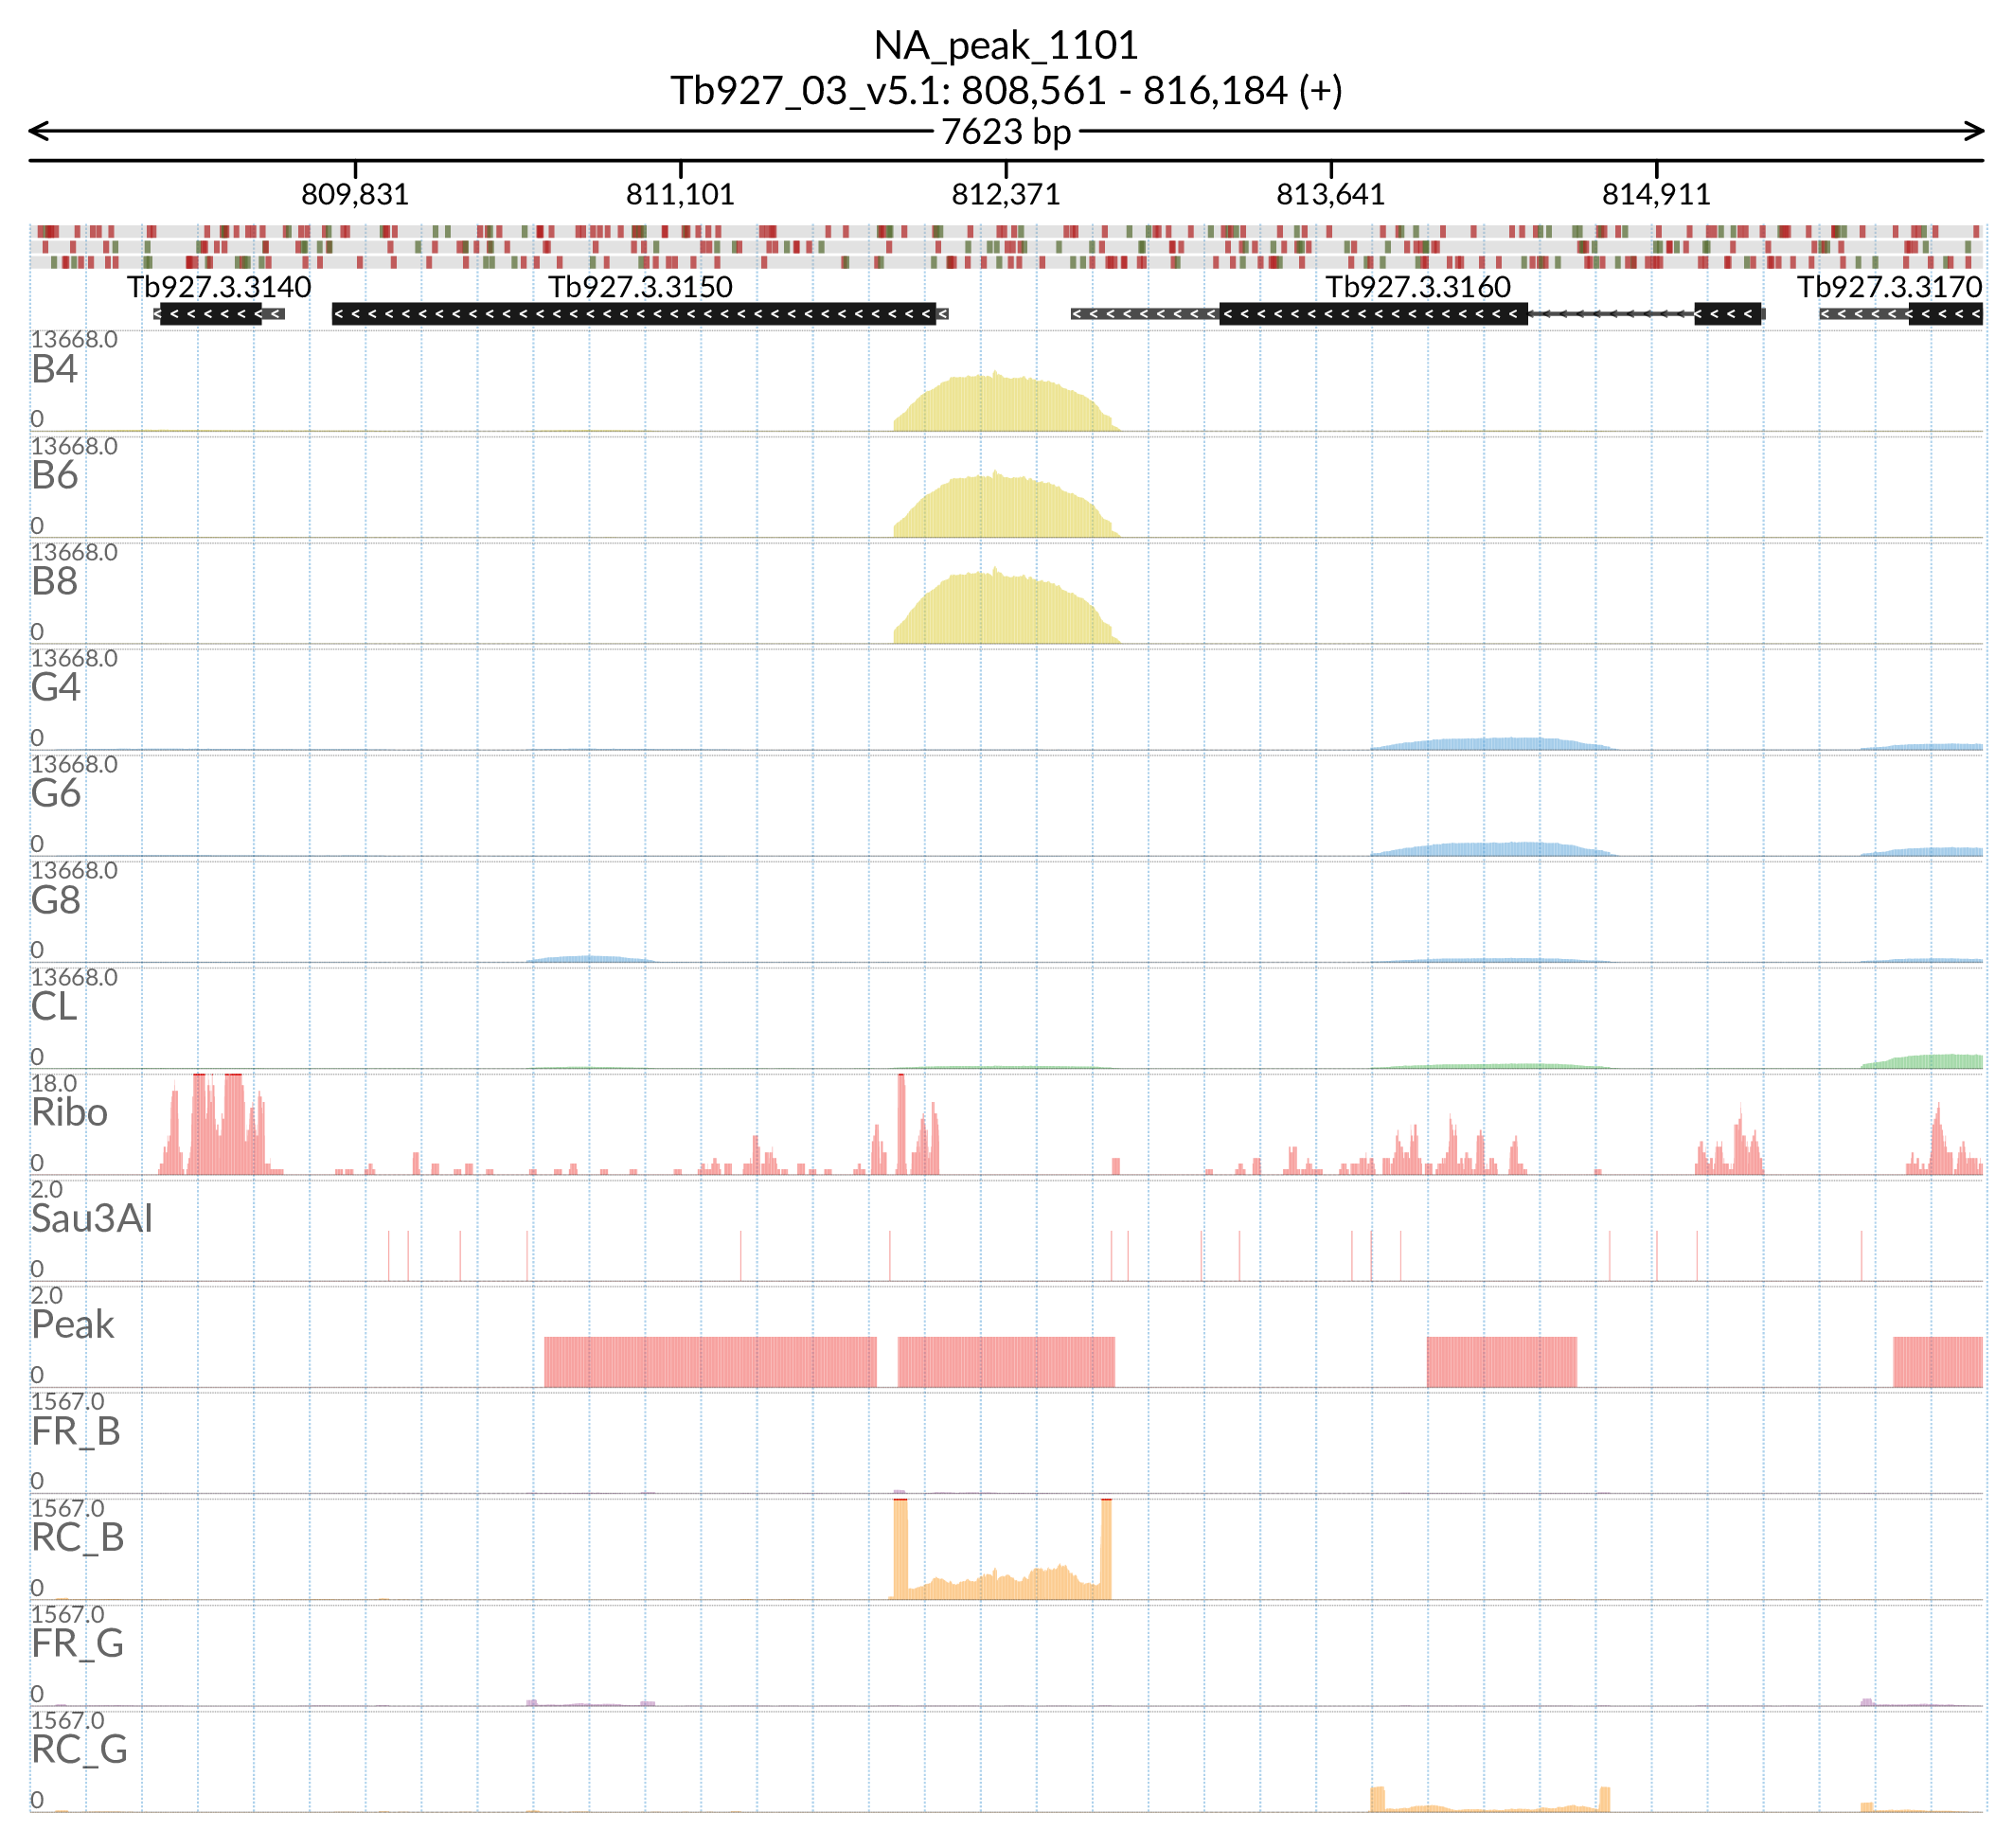 NA_peak_1101
Tb927_03_v5.1: 808,561 - 816,184 (+)
7623 bp
809,831 811,101 812,371 813,641 814,911
Tb927.3.3140 Tb927.3.3150 Tb927.3.3160 Tb927.3.3170
13668.0
B4
0
13668.0
B6
0
13668.0
B8
0
13668.0
G4
0
13668.0
G6
0
13668.0
G8
0
13668.0
CL
0
18.0
Ribo
0
2.0
Sau3AI
0
2.0
Peak
0
1567.0
FR_B
0
1567.0
RC_B
0
1567.0
FR_G
0
1567.0
RC_G
0